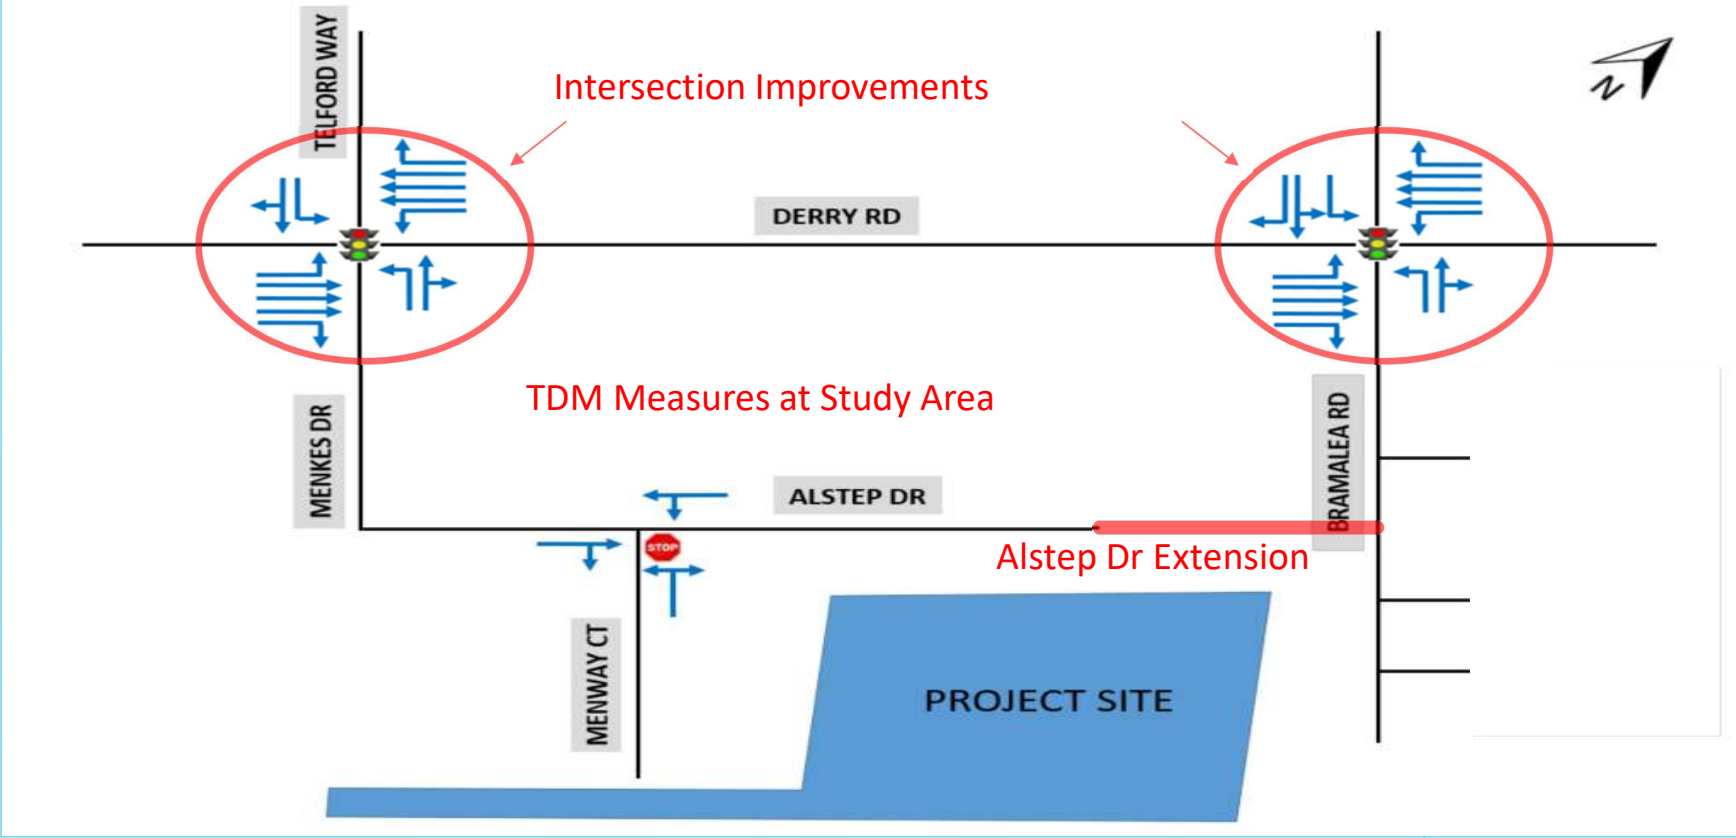 TELFORD WAY
Intersection Improvements
N
DERRY RD
TDM Measures at Study Area
MENKES DR
BRAMALEA RD
ALSTEP DR
STOP
Alstep Dr Extension
MENWAY CT
PROJECT SITE